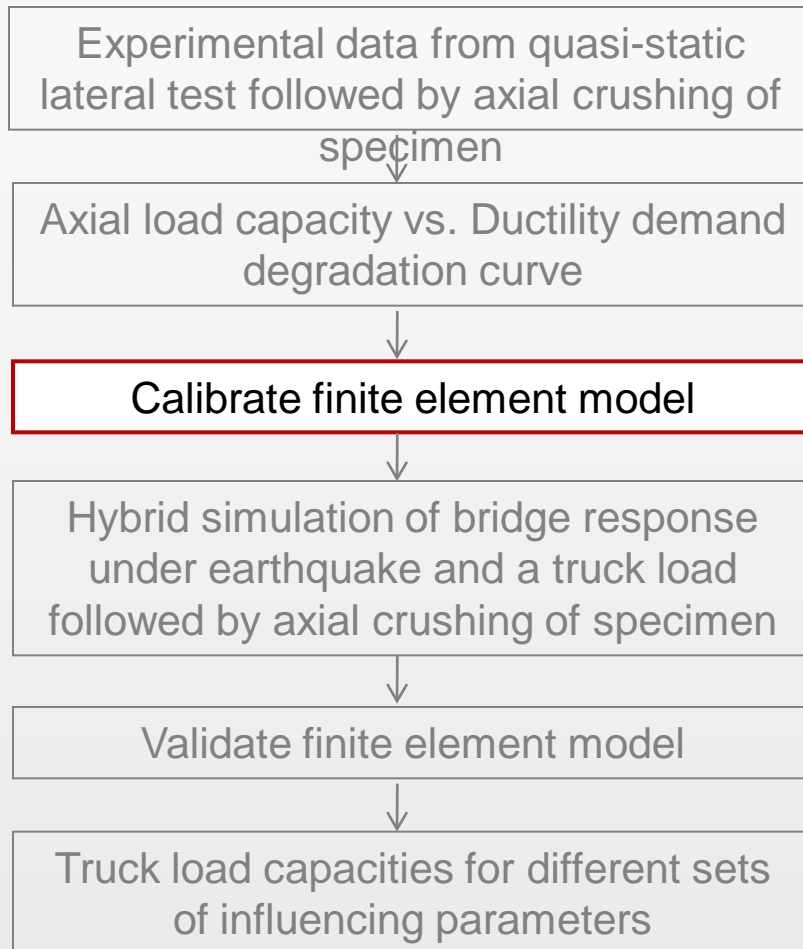 Experimental data from quasi-static
lateral test followed by axial crushing of
specimen
Axial load capacity vs. Ductility demand
degradation curve
Calibrate finite element model
Hybrid simulation of bridge response
under earthquake and a truck load
followed by axial crushing of specimen
Validate finite element model
Truck load capacities for different sets
of influencing parameters